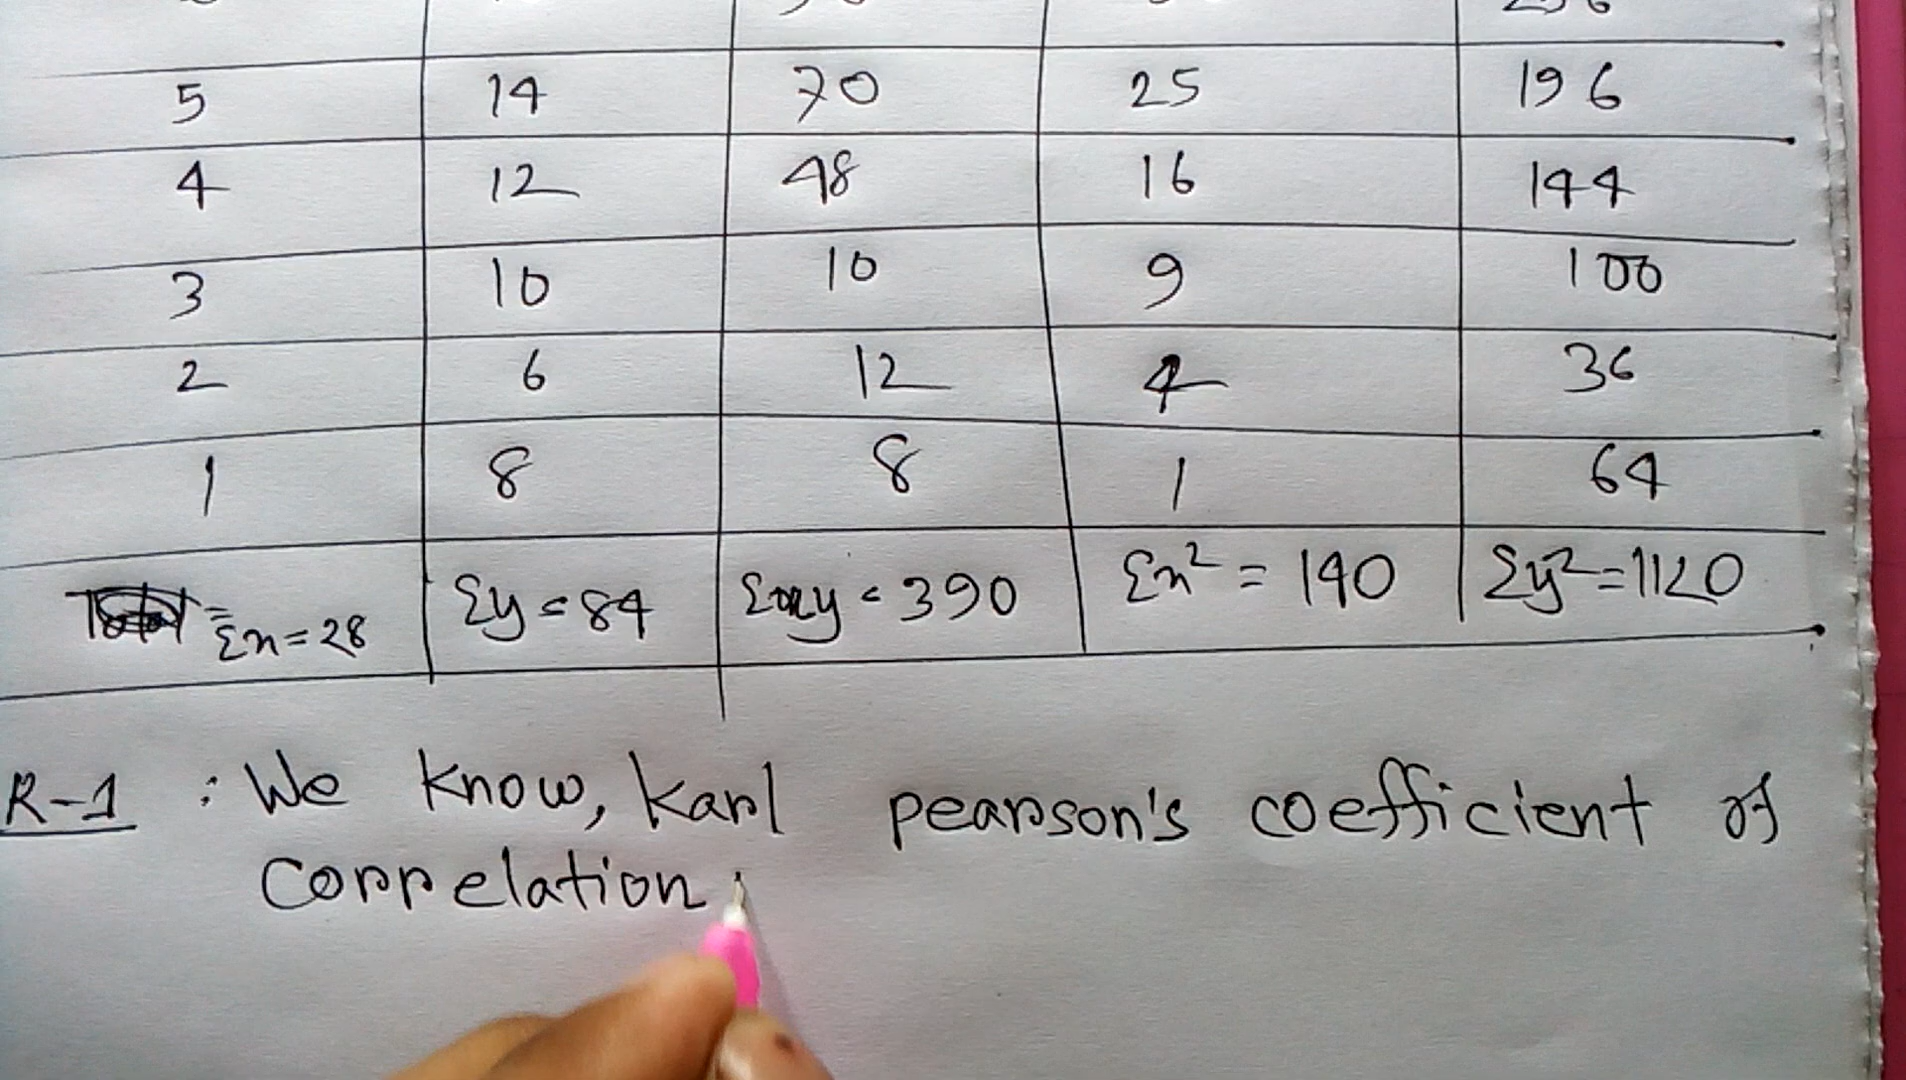 5 14 70 25 196
4 12 48 16 144
3 10 10 9 100
2 6 12 4 36
1 8 8 1 64
= Σx=28 Σy=84 Σxy=390 Σx²=140 Σy²=1120
R-1 : We know, Karl pearson's coefficient of
correlation